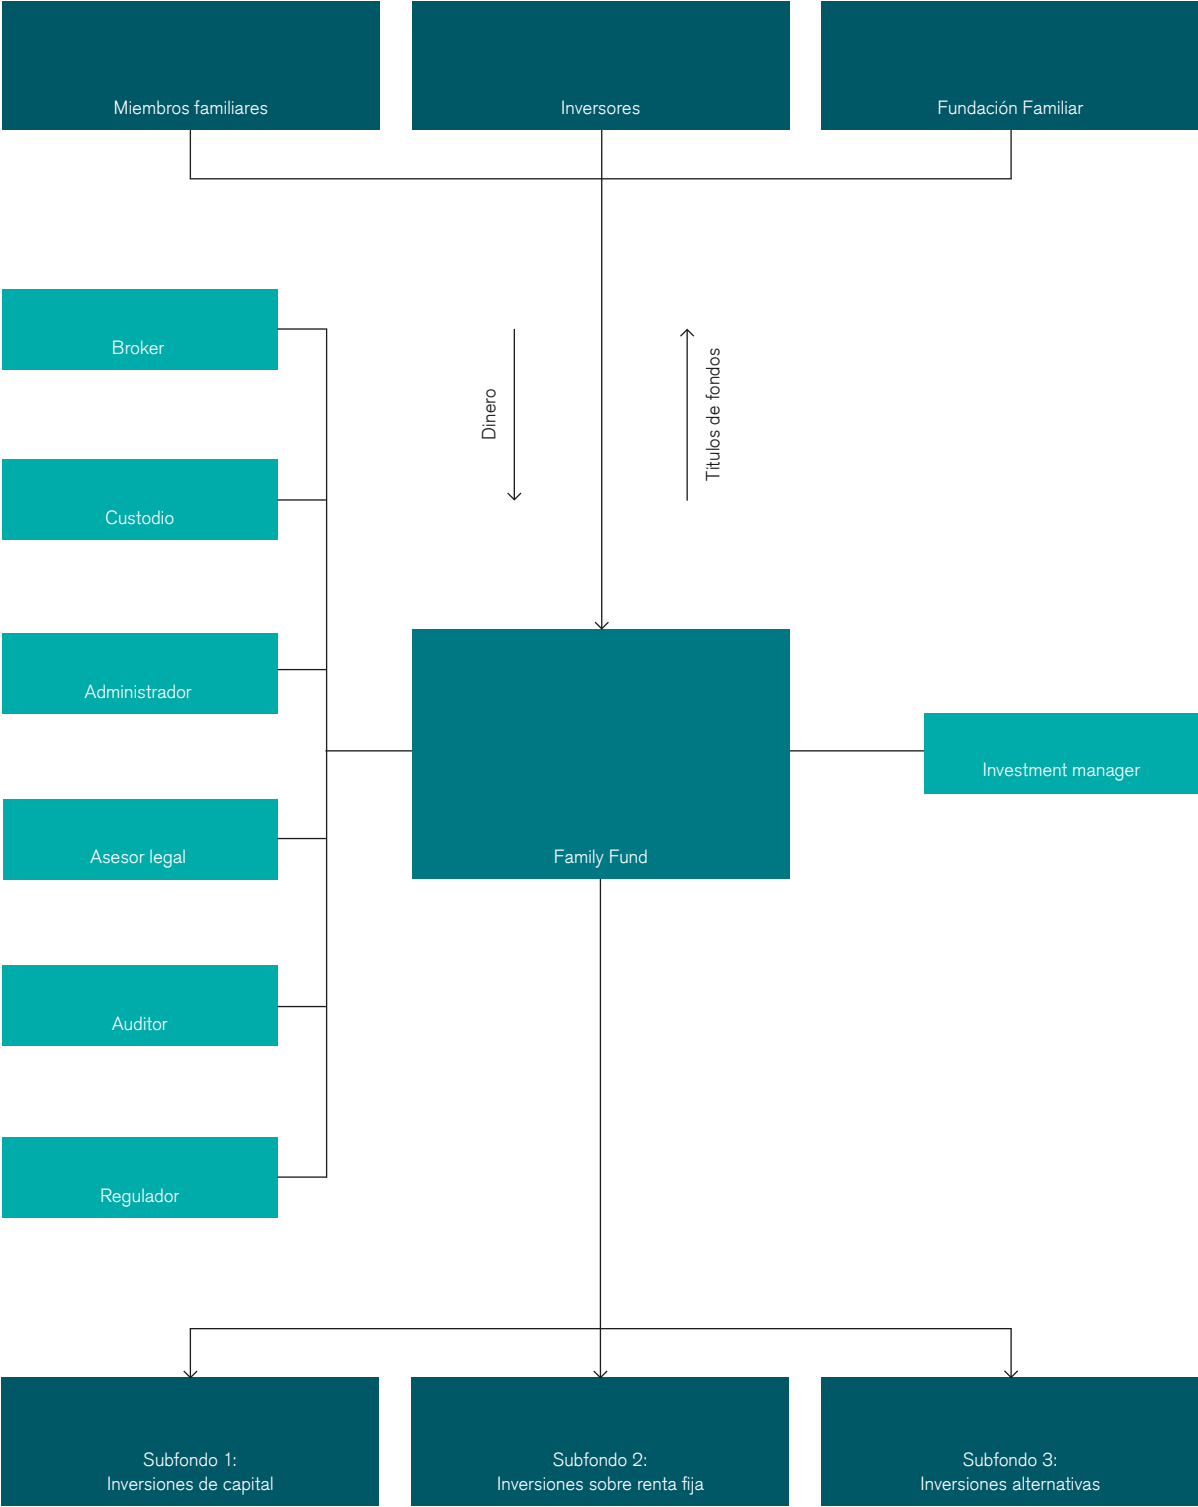 Miembros familiares
Inversores
Fundación Familiar
Broker
Dinero
Titulos de fondos
Custodio
Administrador
Investment manager
Asesor legal
Family Fund
Auditor
Regulador
Subfondo 1:
Inversiones de capital
Subfondo 2:
Inversiones sobre renta fija
Subfondo 3:
Inversiones alternativas